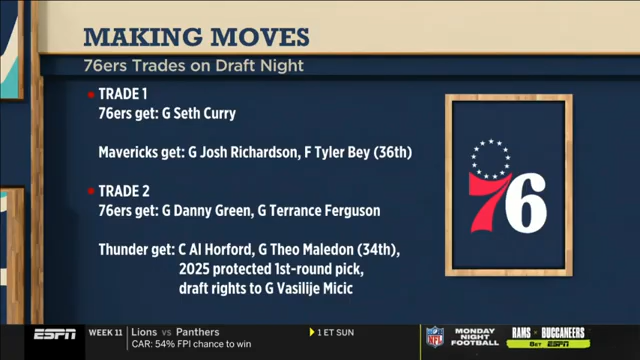 MAKING MOVES
76ers Trades on Draft Night
TRADE 1
76ers get: G Seth Curry
Mavericks get: G Josh Richardson, F Tyler Bey (36th)
TRADE 2
76ers get: G Danny Green, G Terrance Ferguson
Thunder get: C Al Horford, G Theo Maledon (34th),
2025 protected 1st-round pick,
draft rights to G Vasilije Micic
76
ESPN
WEEK 11
Lions vs Panthers
CAR: 54% FPI chance to win
1 ET SUN
NFL
MONDAY
NIGHT
FOOTBALL
RAMS BUCCANEERS
8ET ESPN